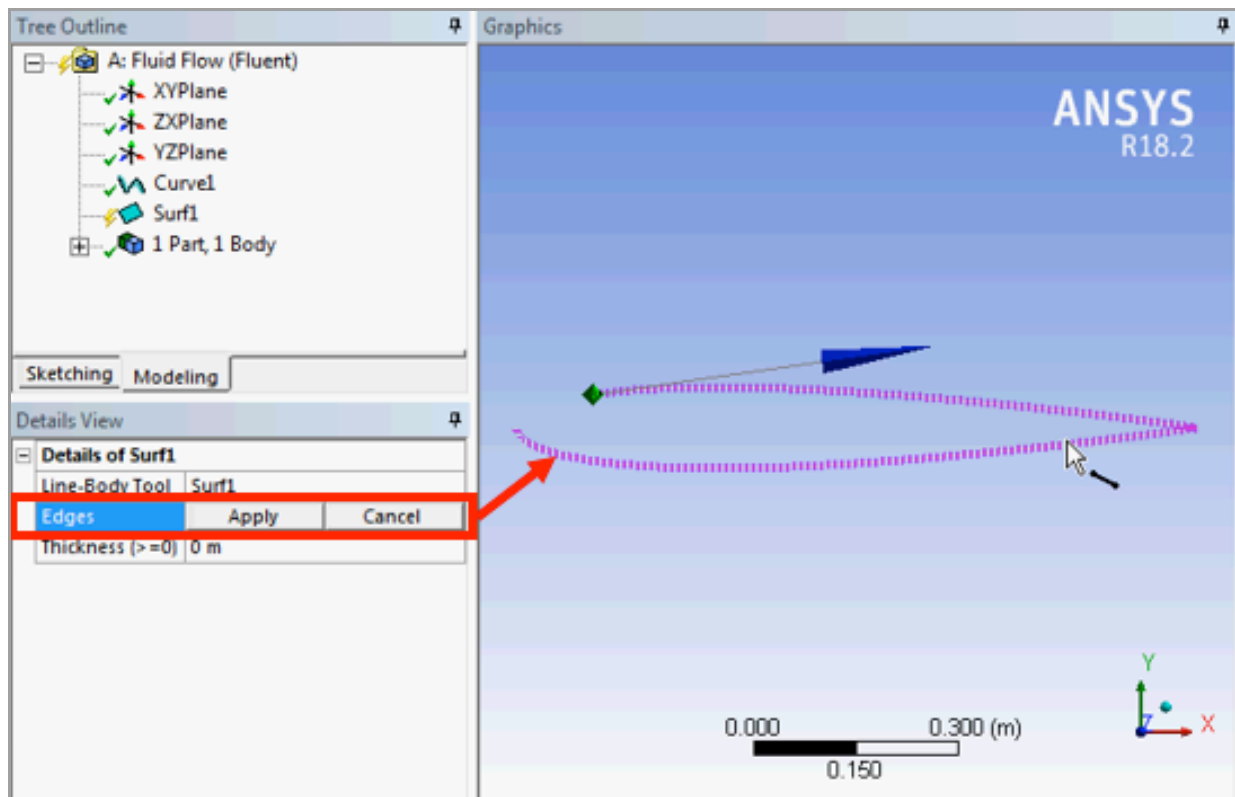 Tree Outline
A: Fluid Flow (Fluent)
XYPlane
ZXPlane
YZPlane
Curve1
Surf1
1 Part, 1 Body
Sketching Modeling
Details View
Details of Surf1
Line-Body Tool Surf1
Edges Apply Cancel
Thickness (>=0) 0 m
Graphics
ANSYS
R18.2
0.000 0.300 (m)
0.150
Y
Z X